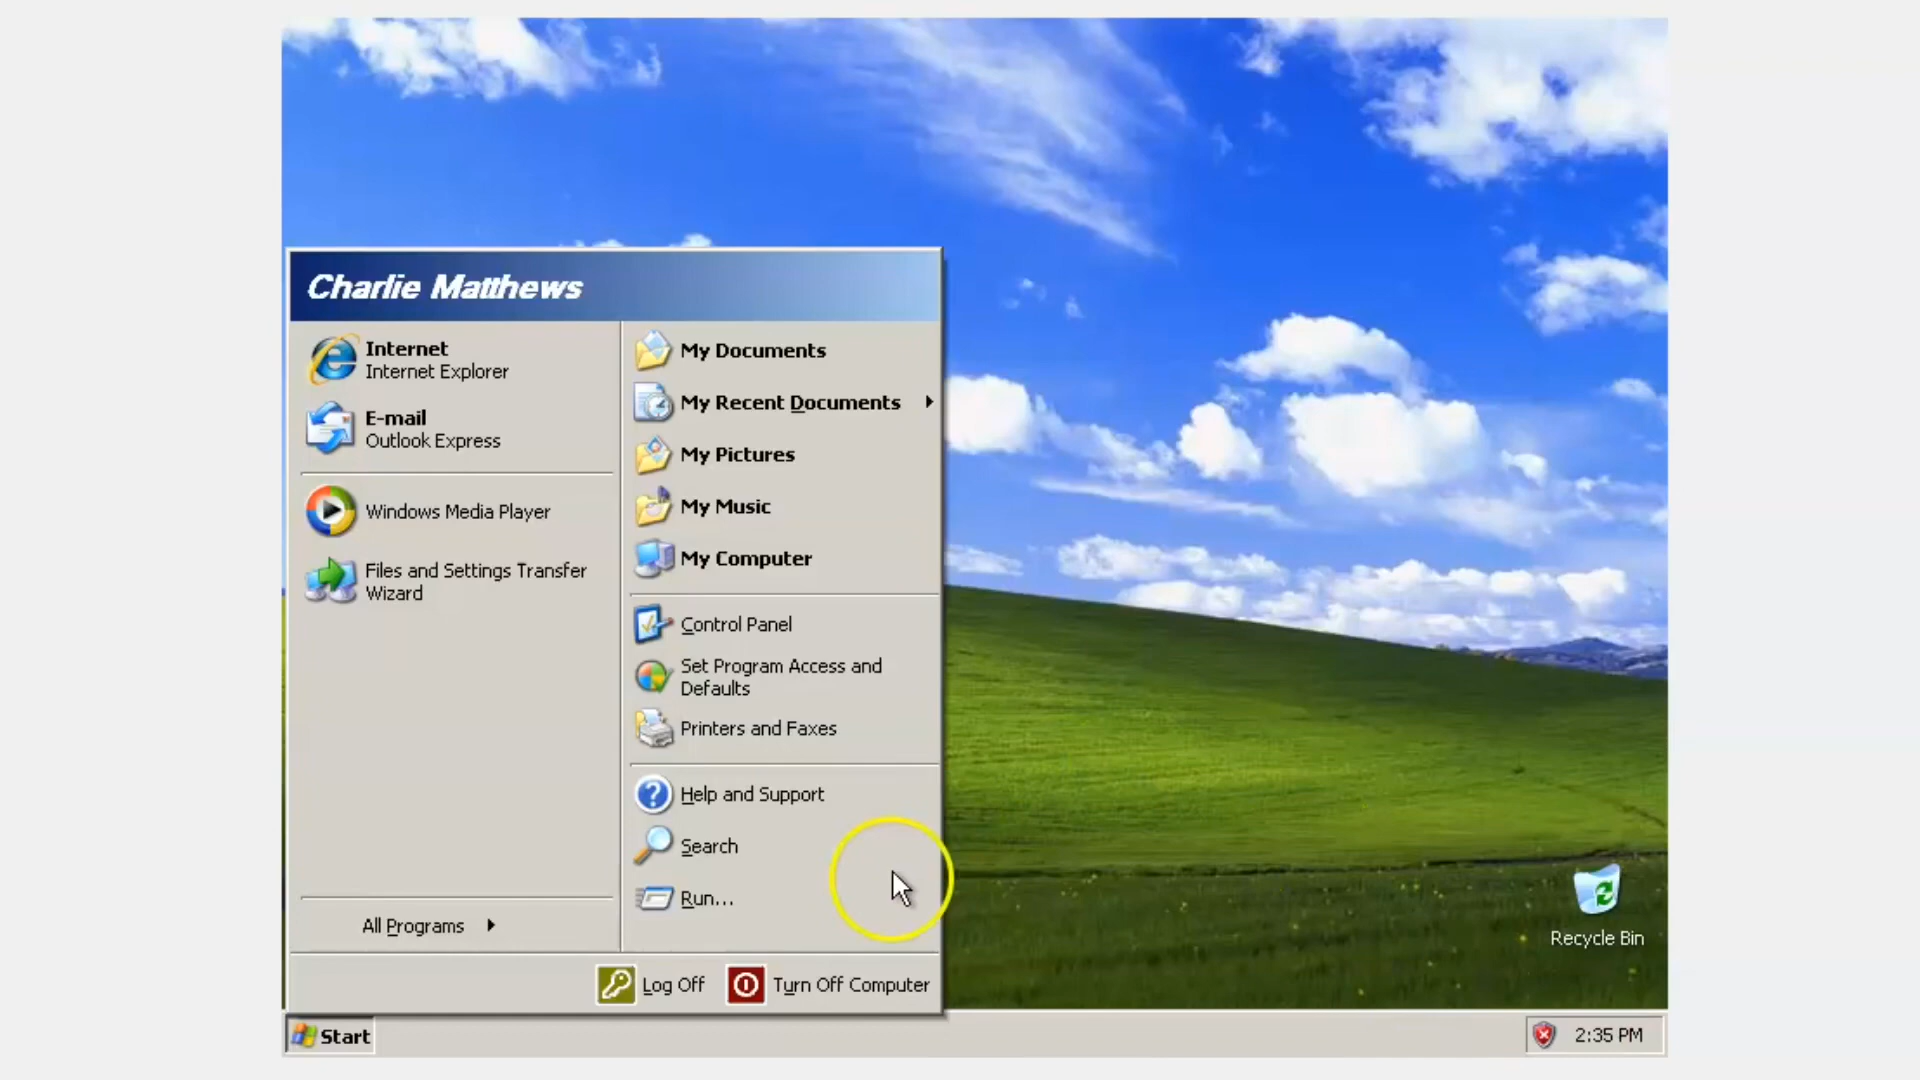 Charlie Matthews
Internet
Internet Explorer
E-mail
Outlook Express
Windows Media Player
Files and Settings Transfer
Wizard
All Programs
My Documents
My Recent Documents
My Pictures
My Music
My Computer
Control Panel
Set Program Access and
Defaults
Printers and Faxes
Help and Support
Search
Run...
Log Off
Turn Off Computer
Recycle Bin
Start
2:35 PM